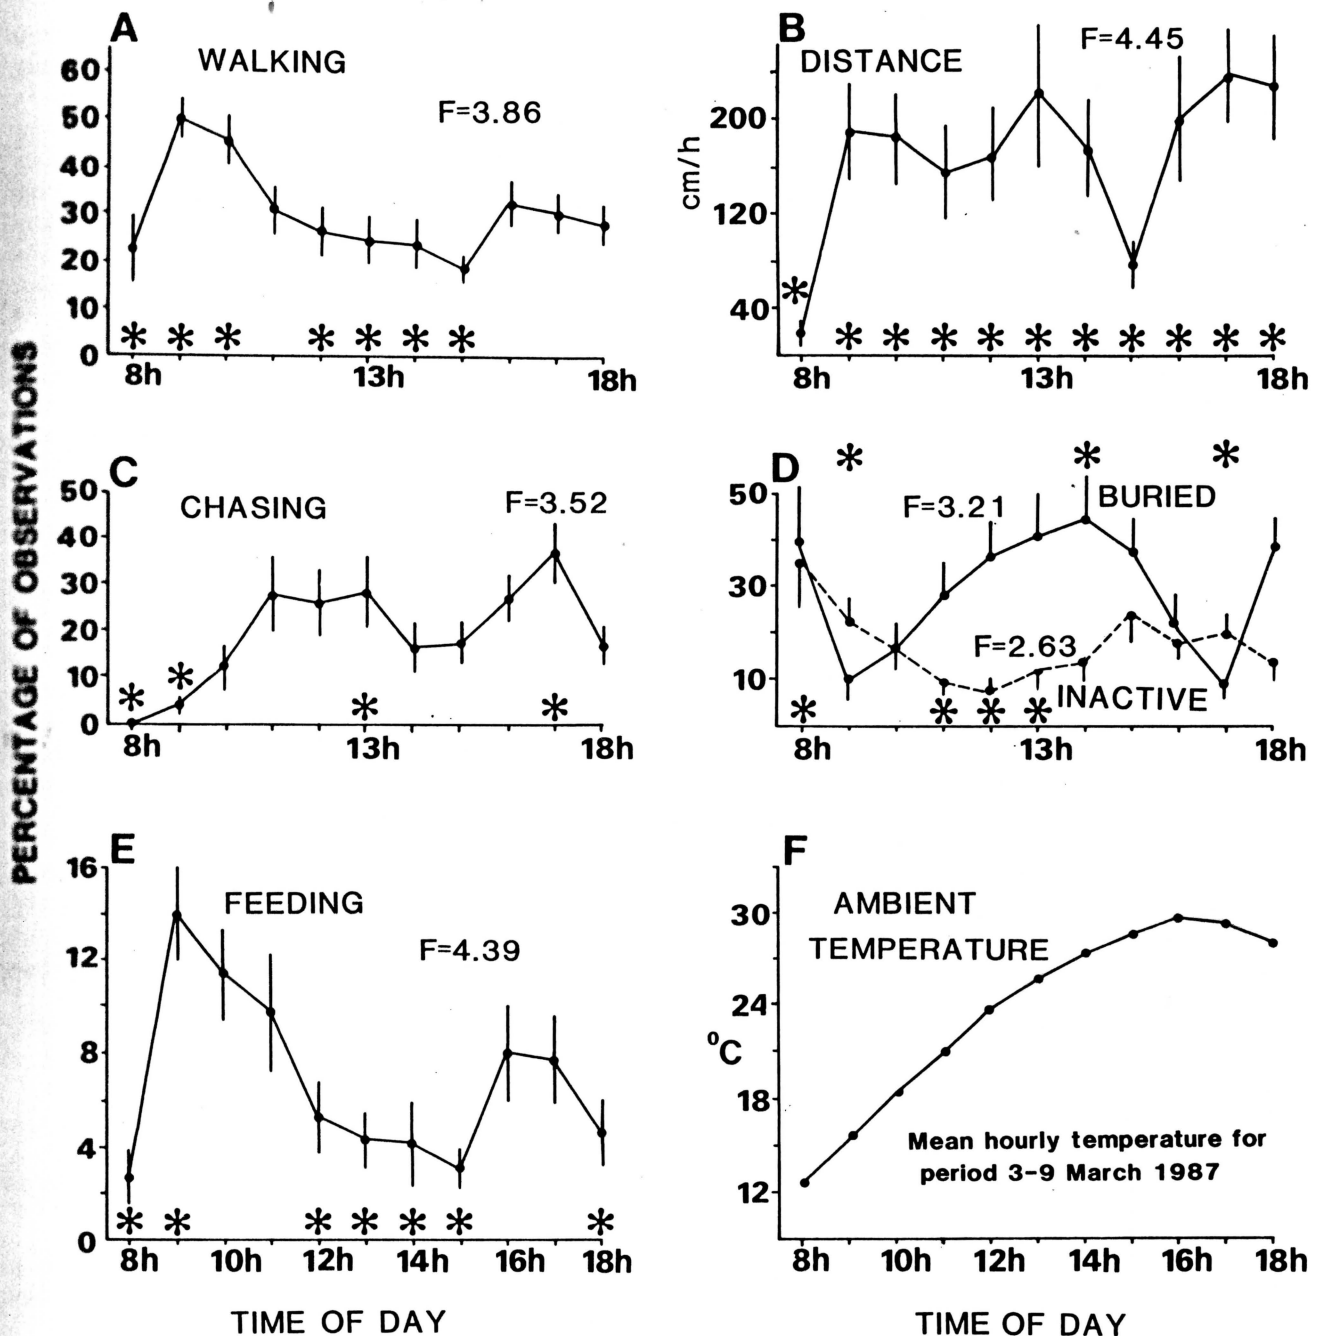 PERCENTAGE OF OBSERVATIONS
A
WALKING
F=3.86
60
50
40
30
20
10
0
* * * * * * *
8h 13h 18h
B
DISTANCE
F=4.45
cm/h
200
120
40
*
* * * * * * * * * *
8h 13h 18h
C
CHASING
F=3.52
50
40
30
20
10
0
* * * *
8h 13h 18h
D
* * *
BURIED
F=3.21
50
30
10
F=2.63
INACTIVE
* * * *
8h 13h 18h
E
FEEDING
F=4.39
16
12
8
4
0
* * * * * * *
8h 10h 12h 14h 16h 18h
TIME OF DAY
F
AMBIENT
TEMPERATURE
30
24
°C
18
12
Mean hourly temperature for
period 3-9 March 1987
8h 10h 12h 14h 16h 18h
TIME OF DAY